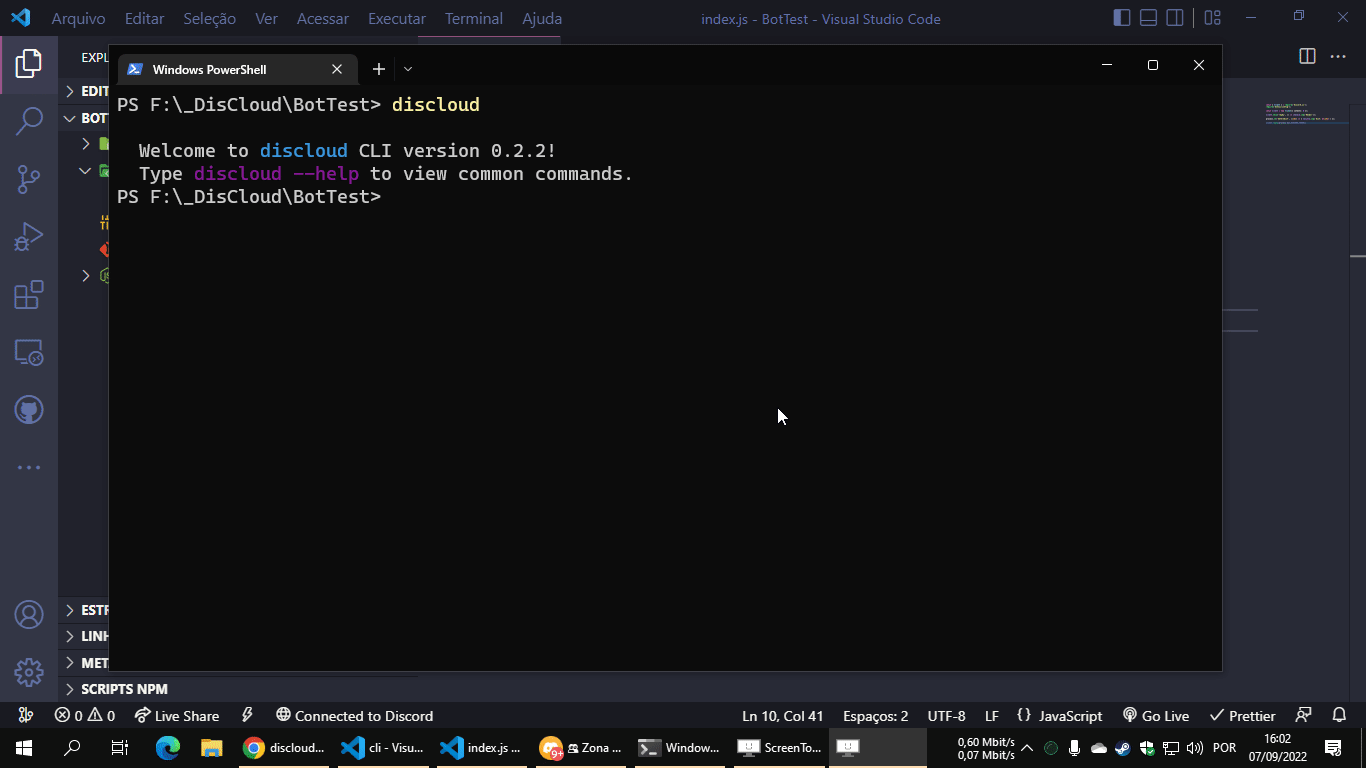 Arquivo Editar Seleção Ver Acessar Executar Terminal Ajuda
index.js - BotTest - Visual Studio Code
EXPL
Windows PowerShell
EDIT
PS F:\_DisCloud\BotTest> discloud
BOTT
Welcome to discloud CLI version 0.2.2!
Type discloud --help to view common commands.
PS F:\_DisCloud\BotTest>
ESTR
LINH
MET
SCRIPTS NPM
0 0 Live Share Connected to Discord
Ln 10, Col 41 Espaços: 2 UTF-8 LF {} JavaScript Go Live Prettier
discloud... cli - Visu... index.js ... 9+ Zona ... Window... ScreenTo...
0,60 Mbit/s
0,07 Mbit/s
POR
16:02
07/09/2022